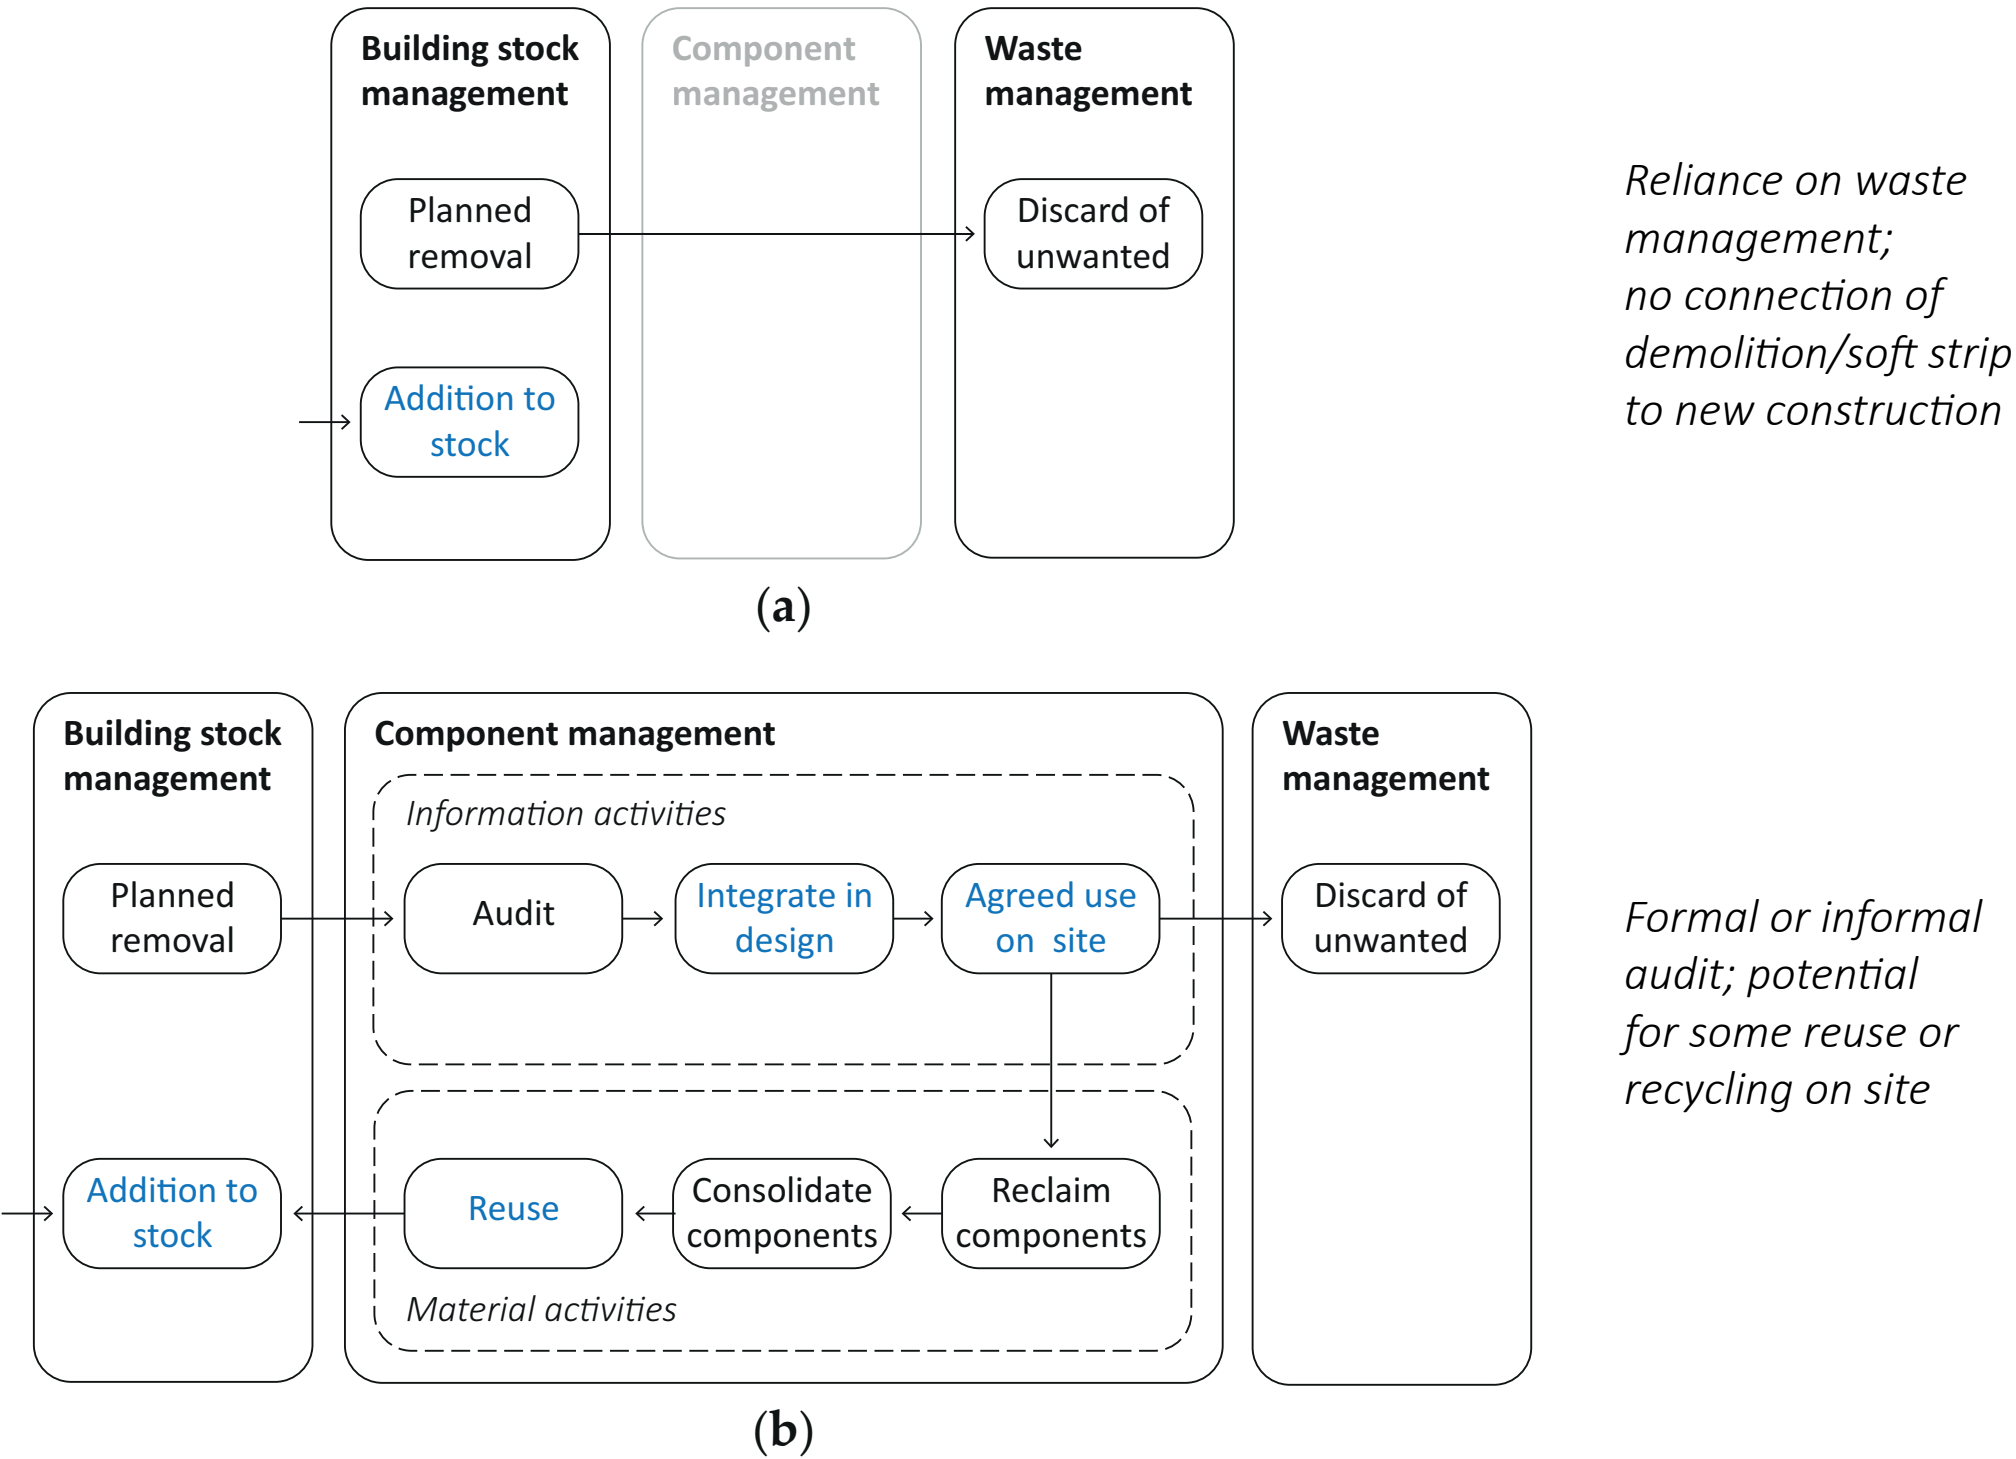 Building stock
management
Component
management
Waste
management
Planned
removal
Discard of
unwanted
Addition to
stock
Reliance on waste
management;
no connection of
demolition/soft strip
to new construction
(a)
Building stock
management
Component management
Waste
management
Information activities
Planned
removal
Audit
Integrate in
design
Agreed use
on site
Discard of
unwanted
Addition to
stock
Reuse
Consolidate
components
Reclaim
components
Material activities
Formal or informal
audit; potential
for some reuse or
recycling on site
(b)